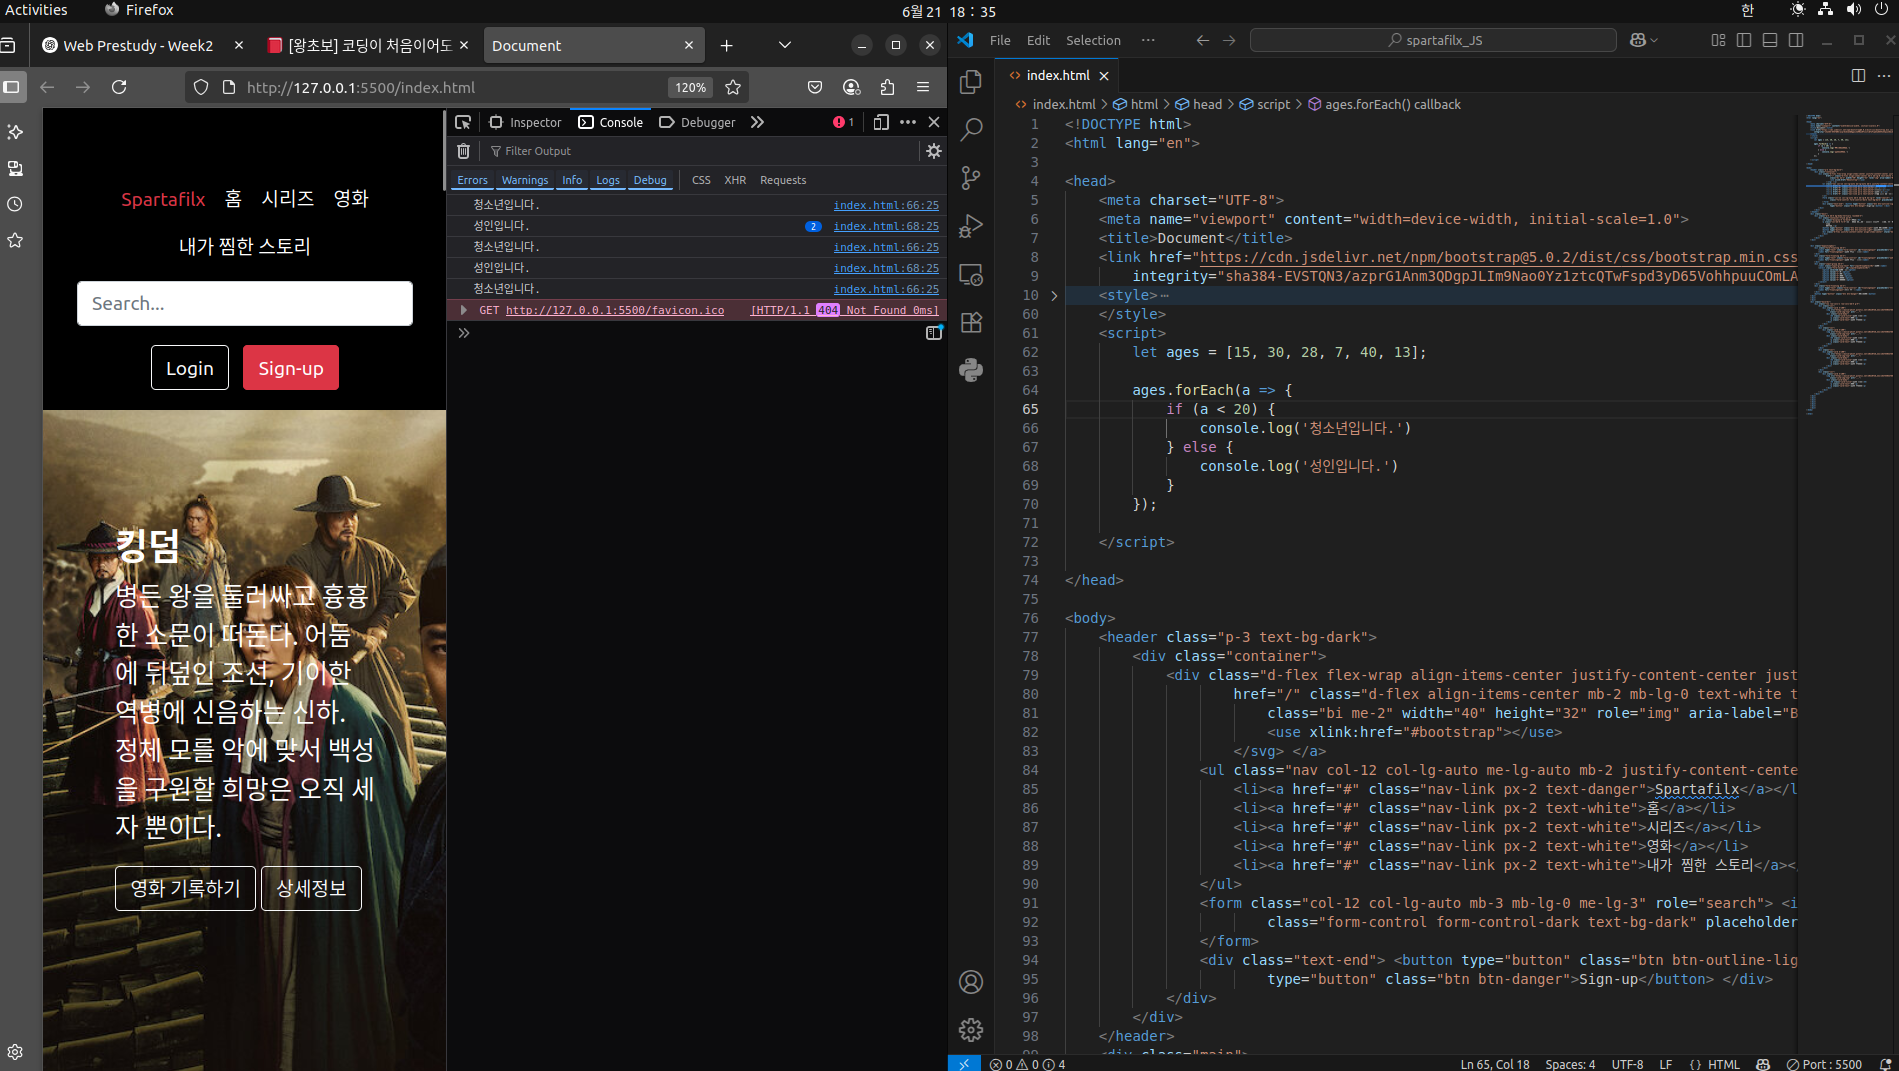 Activities
Firefox
6월 21 18 : 35
한
Web Prestudy - Week2
[왕초보] 코딩이 처음이어도
Document
http://127.0.0.1:5500/index.html
120%
Spartafilx 홈 시리즈 영화
내가 찜한 스토리
Search...
Login
Sign-up
킹덤
병든 왕을 둘러싸고 흉흉
한 소문이 떠돈다. 어둠
에 뒤덮인 조선, 기이한
역병에 신음하는 신하.
정체 모를 악에 맞서 백성
을 구원할 희망은 오직 세
자 뿐이다.
영화 기록하기
상세정보
Inspector
Console
Debugger
1
Filter Output
Errors Warnings Info Logs Debug CSS XHR Requests
청소년입니다. index.html:66:25
성인입니다. 2 index.html:68:25
청소년입니다. index.html:66:25
성인입니다. index.html:68:25
청소년입니다. index.html:66:25
GET http://127.0.0.1:5500/favicon.ico [HTTP/1.1 404 Not Found 0ms]
File Edit Selection
spartafilx_JS
index.html
index.html > html > head > script > ages.forEach() callback
1 <!DOCTYPE html>
2 <html lang="en">
3
4 <head>
5 <meta charset="UTF-8">
6 <meta name="viewport" content="width=device-width, initial-scale=1.0">
7 <title>Document</title>
8 <link href="https://cdn.jsdelivr.net/npm/bootstrap@5.0.2/dist/css/bootstrap.min.css
9 integrity="sha384-EVSTQN3/azprG1Anm3QDgpJLIm9Nao0Yz1ztcQTwFspd3yD65VohhpuuCOmLA
10 <style>…
60 </style>
61 <script>
62 let ages = [15, 30, 28, 7, 40, 13];
63
64 ages.forEach(a => {
65 if (a < 20) {
66 console.log('청소년입니다.')
67 } else {
68 console.log('성인입니다.')
69 }
70 });
71
72 </script>
73
74 </head>
75
76 <body>
77 <header class="p-3 text-bg-dark">
78 <div class="container">
79 <div class="d-flex flex-wrap align-items-center justify-content-center just
80 href="/" class="d-flex align-items-center mb-2 mb-lg-0 text-white t
81 class="bi me-2" width="40" height="32" role="img" aria-label="B
82 <use xlink:href="#bootstrap"></use>
83 </svg> </a>
84 <ul class="nav col-12 col-lg-auto me-lg-auto mb-2 justify-content-cente
85 <li><a href="#" class="nav-link px-2 text-danger">Spartafilx</a></l
86 <li><a href="#" class="nav-link px-2 text-white">홈</a></li>
87 <li><a href="#" class="nav-link px-2 text-white">시리즈</a></li>
88 <li><a href="#" class="nav-link px-2 text-white">영화</a></li>
89 <li><a href="#" class="nav-link px-2 text-white">내가 찜한 스토리</a></
90 </ul>
91 <form class="col-12 col-lg-auto mb-3 mb-lg-0 me-lg-3" role="search"> <i
92 class="form-control form-control-dark text-bg-dark" placeholder
93 </form>
94 <div class="text-end"> <button type="button" class="btn btn-outline-lig
95 type="button" class="btn btn-danger">Sign-up</button> </div>
96 </div>
97 </div>
98 </header>
99 <div class="main">
0 0 4
Ln 65, Col 18 Spaces: 4 UTF-8 LF {} HTML Port : 5500